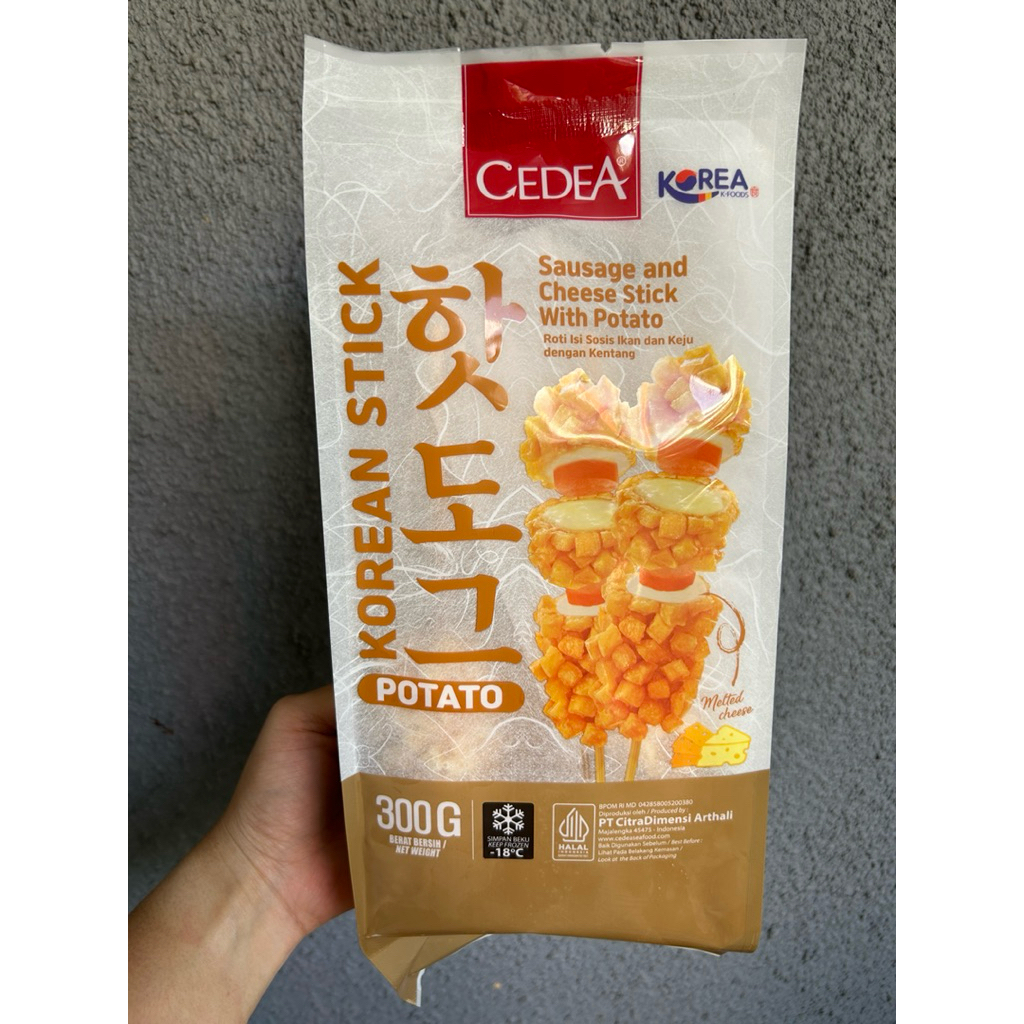 CEDEA®
KOREA
K-FOODS
Sausage and
Cheese Stick
With Potato
Roti Isi Sosis Ikan dan Keju
dengan Kentang
KOREAN STICK
핫도그
POTATO
Melted
cheese
300 G
BERAT BERSIH /
NET WEIGHT
SIMPAN BEKU
KEEP FROZEN
-18°C
HALAL
INDONESIA
BPOM RI MD 042858005200380
Diproduksi oleh / Produced by :
PT CitraDimensi Arthali
Majalengka 45475 - Indonesia
www.cedeaseafood.com
Baik Digunakan Sebelum / Best Before :
Lihat Pada Belakang Kemasan /
Look at the Back of Packaging